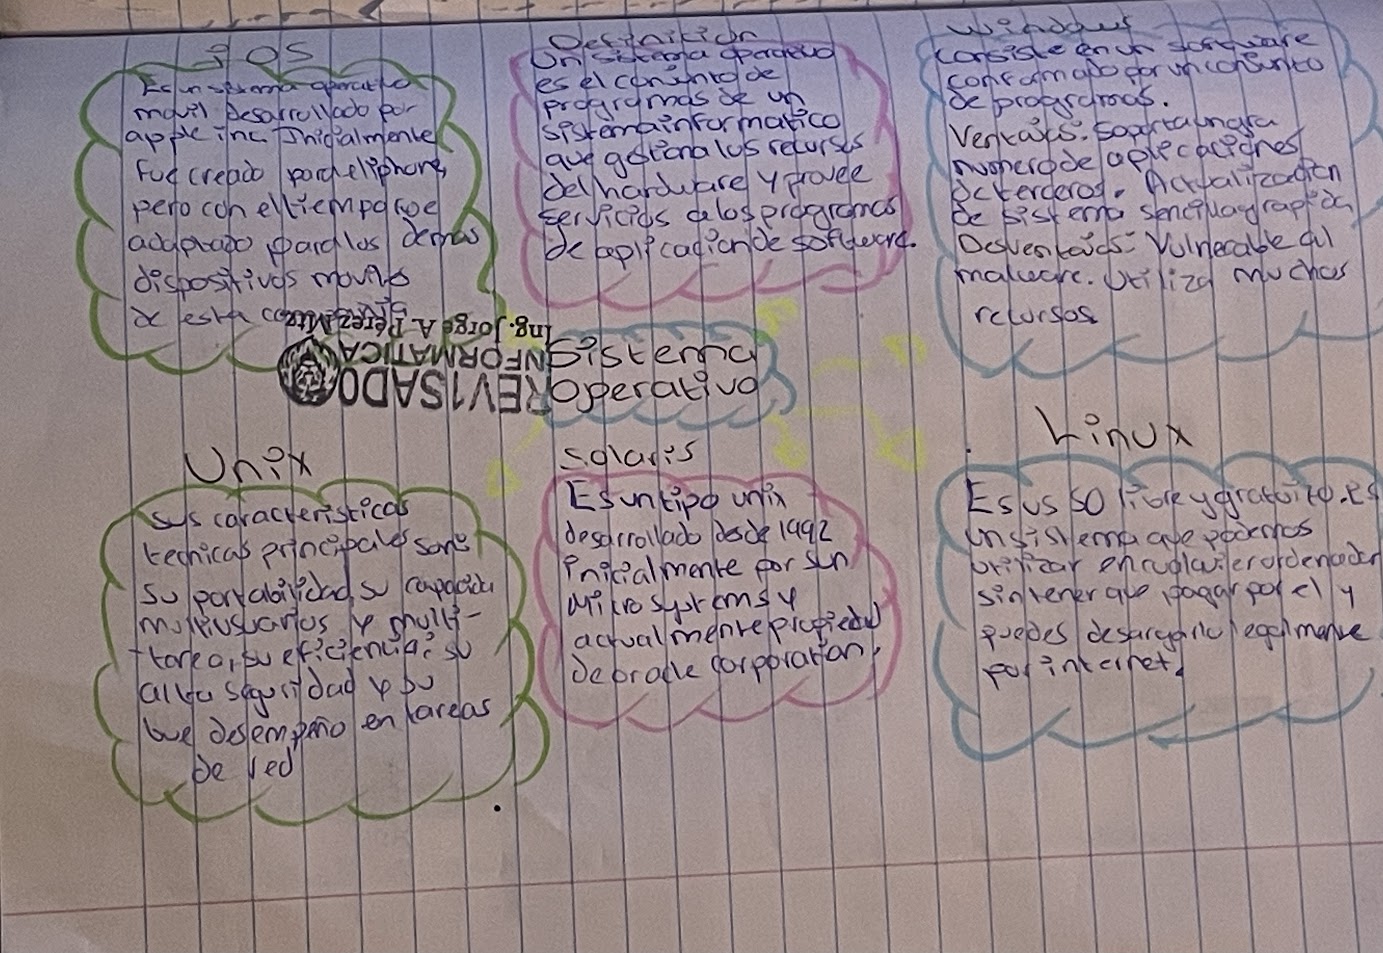 iOS
Es un sistema operativo
movil desarrollado por
apple inc. Inicialmente
fue creado para el iphone,
pero con el tiempo fue
adaptado para los demas
dispositivos moviles
de esta
Definition
Un sistema operativo
es el conjunto de
programas de un
sistema informatico
que gestiona los recursos
del hardware y provee
servicios a los programas
de aplicacion de software.
Windows
consiste en un software
conformado por un conjunto
de programas.
Ventajas: Soporta un gran
numero de aplicaciones
de terceros. Actualización
de sistema sencilla y rapida
Desventajas: Vulnerable al
malware. Utiliza muchos
recursos
Sistema
Operativo
REVISADO
INFORMATICA
Ing. Jorge A. Pérez Mtz
Unix
sus caracteristicas
tecnicas principales son:
su portabilidad, su capacidad
multiusuarios y multi-
tarea, su eficiencia, su
alta seguridad y su
bue desempeño en tareas
de red
Solaris
Es un tipo unix
desarrollado desde 1992
inicialmente por sun
Microsystems y
actualmente propiedad
de oracle corporation.
Linux
Es us SO libre y gratuito. Es
un sistema que podemos
utilizar en cualquier ordenador
sin tener que pagar por el y
puedes desargarlo legalmente
por internet.